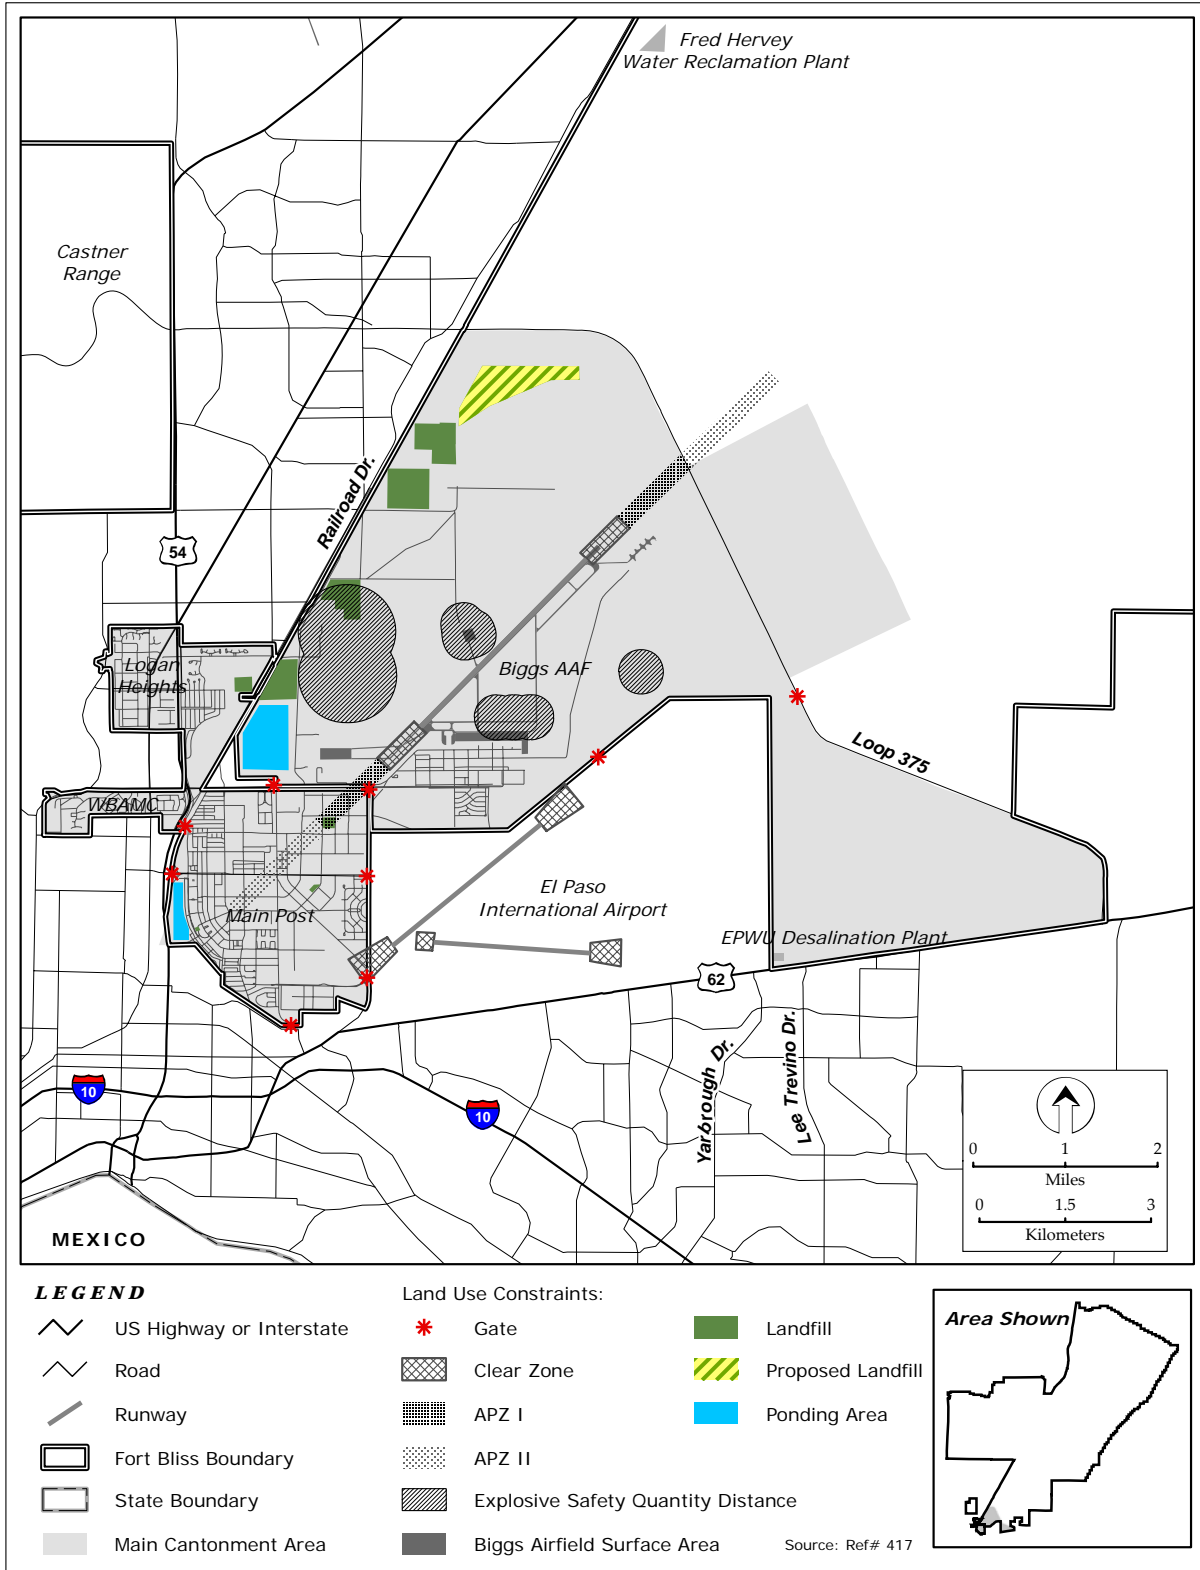 Fred Hervey
Water Reclamation Plant
Castner
Range
Railroad Dr.
54
Logan
Heights
Biggs AAF
Loop 375
WBAMC
El Paso
International Airport
Main Post
EPWU Desalination Plant
62
Yarbrough Dr.
Lee Trevino Dr.
10
10
0 1 2
Miles
0 1.5 3
Kilometers
MEXICO
LEGEND
US Highway or Interstate
Road
Runway
Fort Bliss Boundary
State Boundary
Main Cantonment Area
Land Use Constraints:
Gate
Clear Zone
APZ I
APZ II
Explosive Safety Quantity Distance
Biggs Airfield Surface Area
Landfill
Proposed Landfill
Ponding Area
Source: Ref# 417
Area Shown